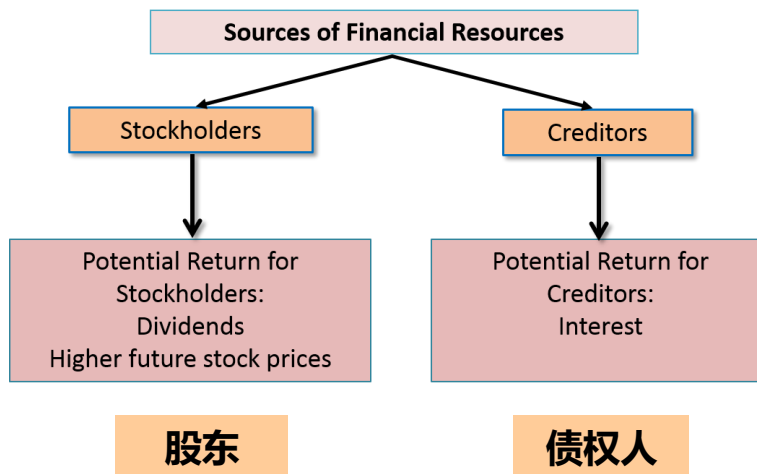 Sources of Financial Resources
Stockholders
Creditors
Potential Return for
Stockholders:
Dividends
Higher future stock prices
Potential Return for
Creditors:
Interest
股东
债权人